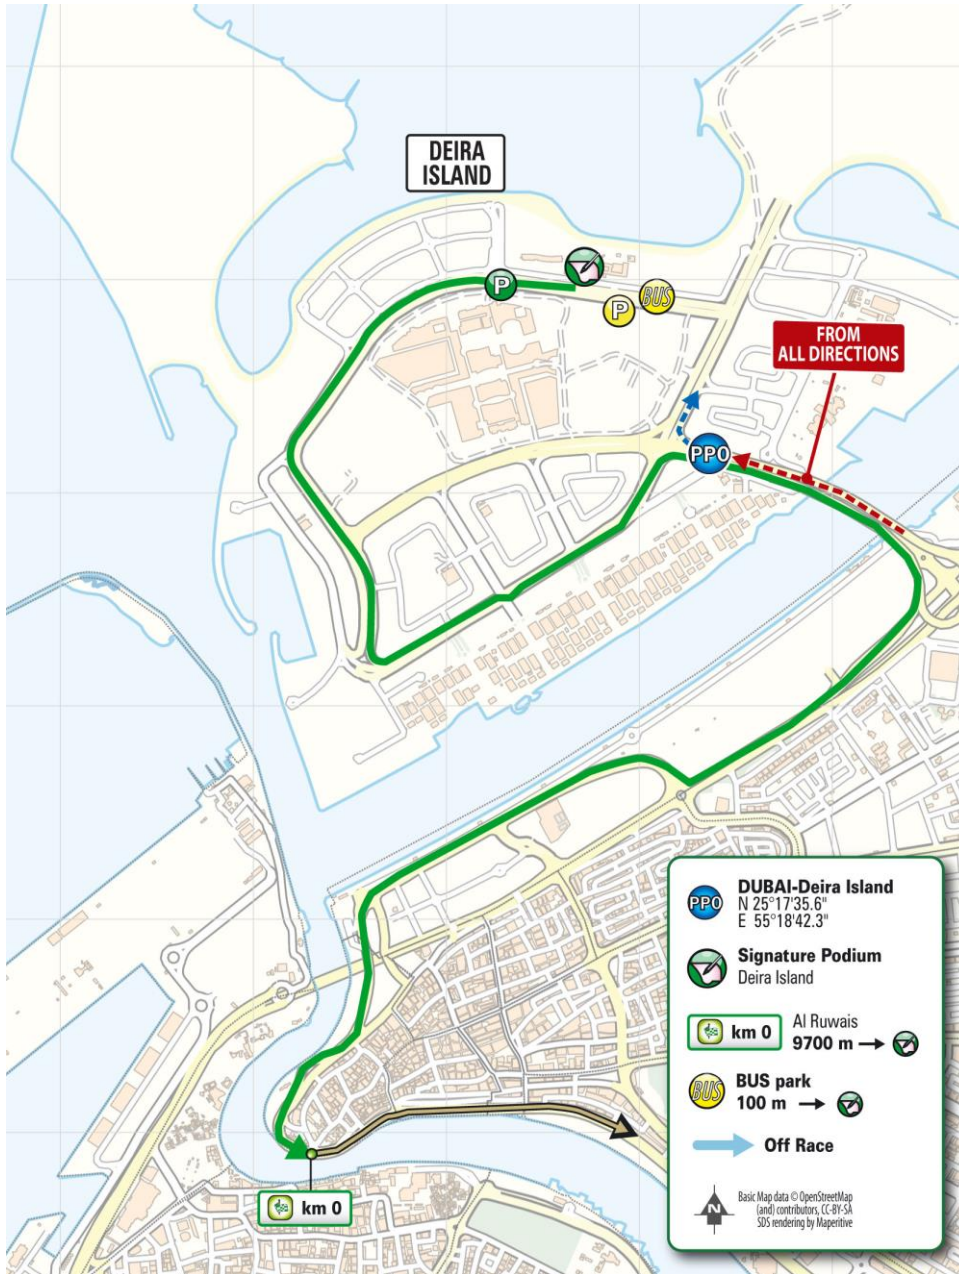 DEIRA
ISLAND
P
P
BUS
FROM
ALL DIRECTIONS
PPO
km 0
PPO
DUBAI-Deira Island
N 25°17'35.6"
E 55°18'42.3"
Signature Podium
Deira Island
km 0
Al Ruwais
9700 m
BUS
BUS park
100 m
Off Race
N
Basic Map data © OpenStreetMap
(and) contributors, CC-BY-SA
SDS rendering by Maperitive